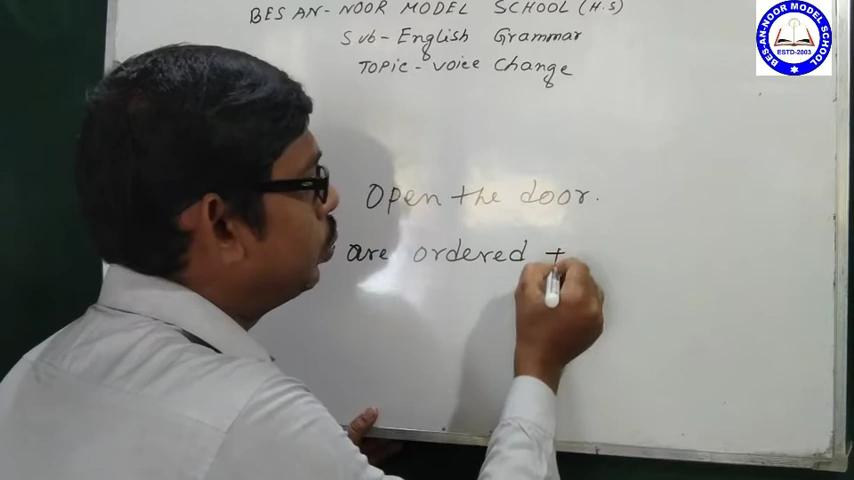 BES AN-NOOR MODEL SCHOOL (H.S)
Sub-English Grammar
TOPIC-Voice Change
Open the door.
are ordered t
BES-AN-NOOR MODEL SCHOOL
ESTD-2003